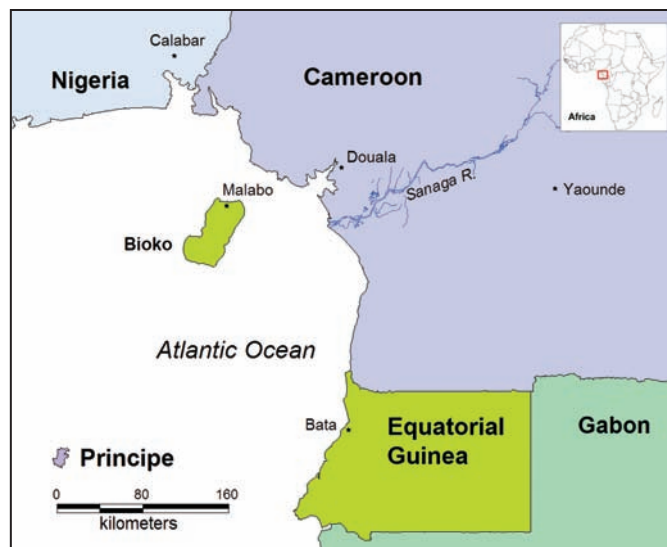 Calabar
Nigeria
Cameroon
Africa
Douala
Sanaga R.
Yaounde
Malabo
Bioko
Atlantic Ocean
Bata
Equatorial
Guinea
Gabon
Principe
0 80 160
kilometers